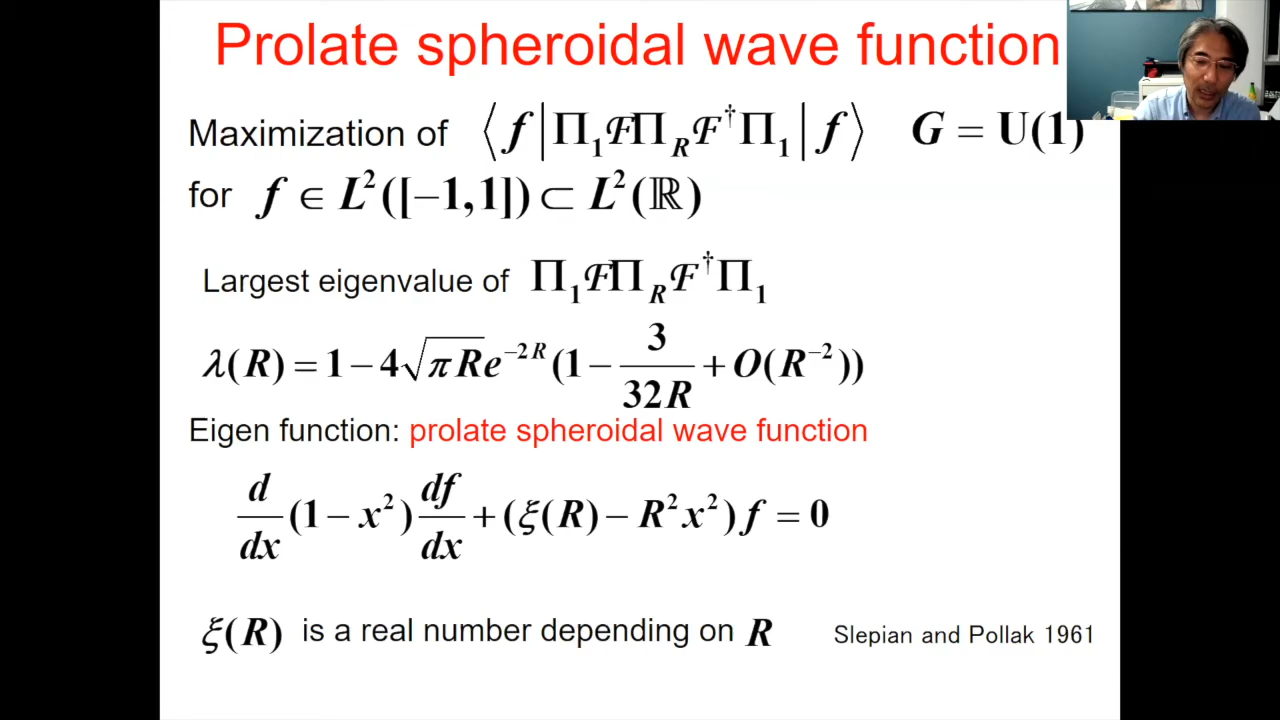 Prolate spheroidal wave function
Maximization of ⟨f|Π₁ℱΠ_Rℱ†Π₁|f⟩ G = U(1)
for f ∈ L²([−1,1]) ⊂ L²(ℝ)
Largest eigenvalue of Π₁ℱΠ_Rℱ†Π₁
λ(R) = 1 − 4√(πR)e^{−2R}(1 − 3/(32R) + O(R⁻²))
Eigen function: prolate spheroidal wave function
d/dx (1 − x²) df/dx + (ξ(R) − R²x²) f = 0
ξ(R) is a real number depending on R Slepian and Pollak 1961